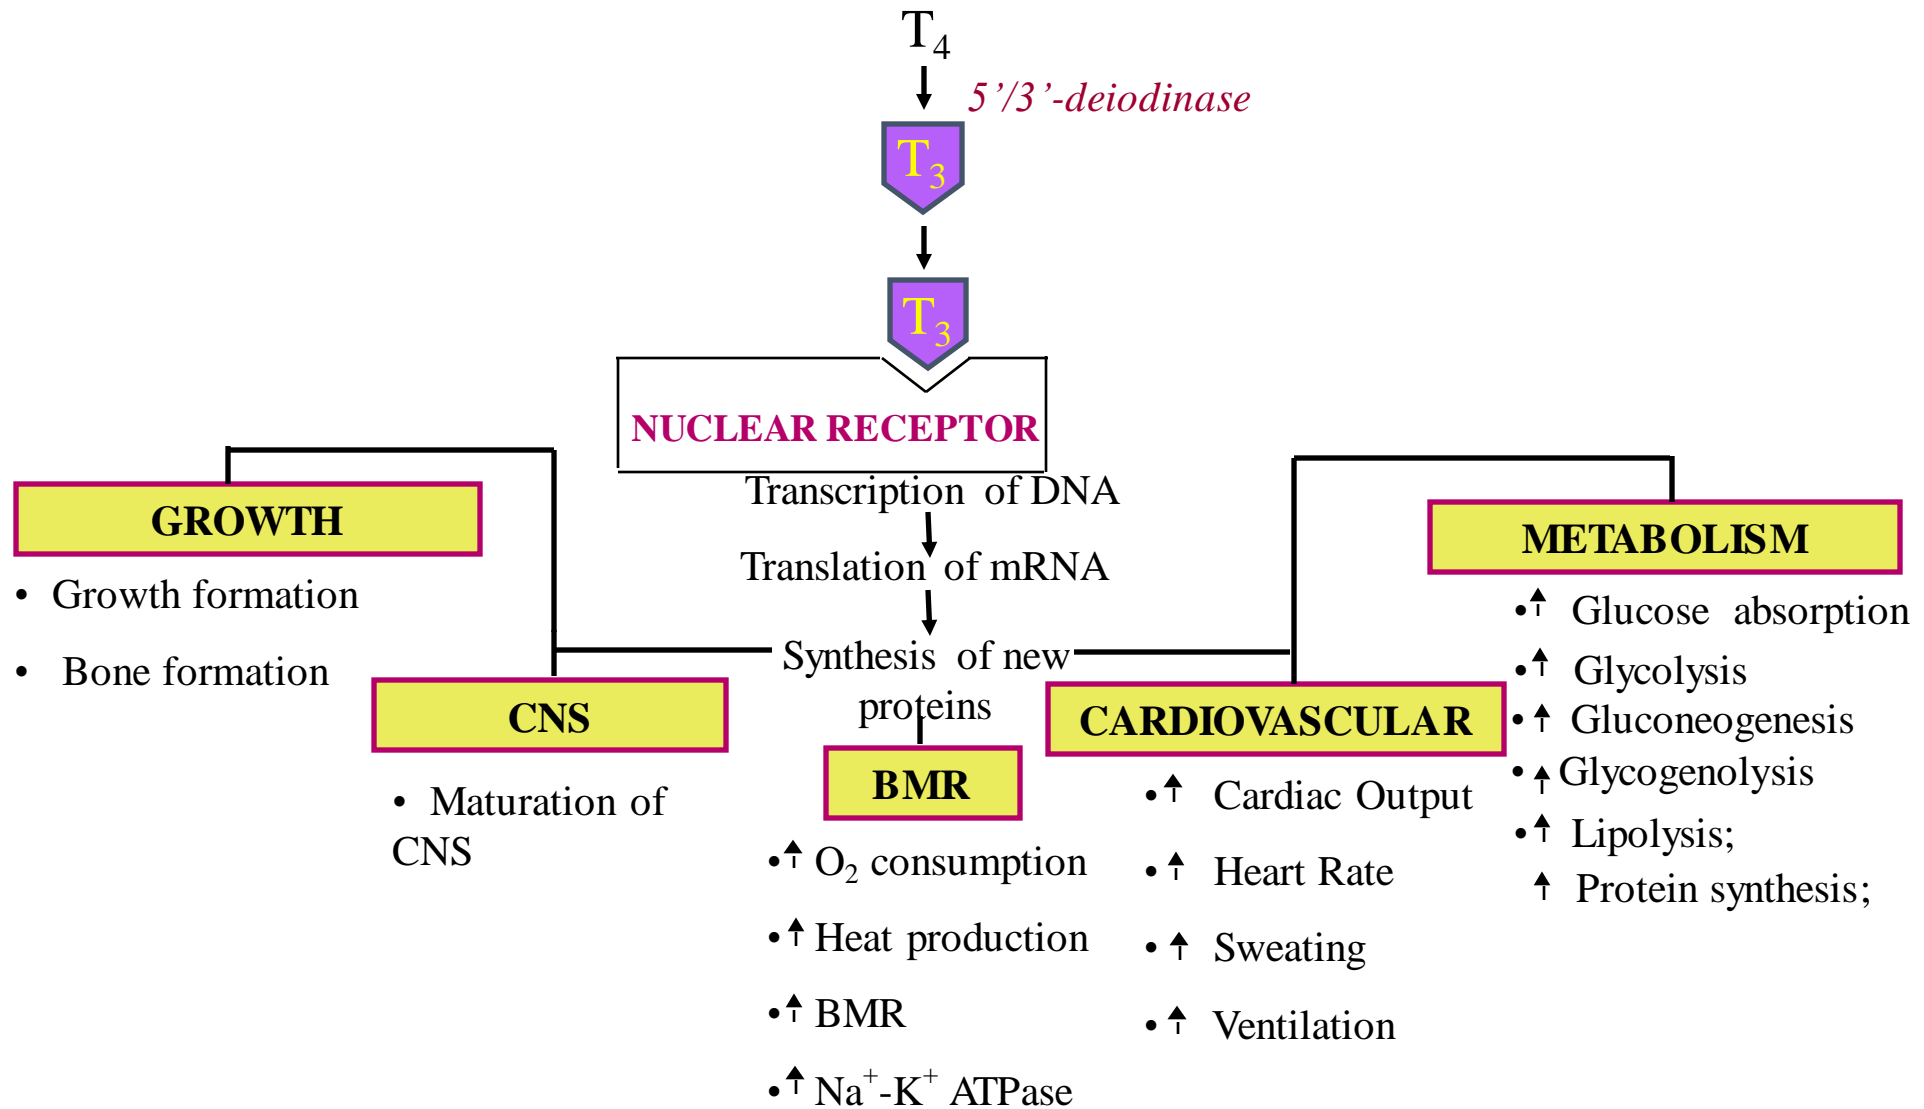 T₄
5’/3’-deiodinase
T₃
T₃
NUCLEAR RECEPTOR
Transcription of DNA
Translation of mRNA
Synthesis of new
proteins
GROWTH
• Growth formation
• Bone formation
CNS
• Maturation of
CNS
BMR
•↑ O₂ consumption
•↑ Heat production
•↑ BMR
•↑ Na⁺-K⁺ ATPase
CARDIOVASCULAR
•↑ Cardiac Output
•↑ Heart Rate
•↑ Sweating
•↑ Ventilation
METABOLISM
•↑ Glucose absorption
•↑ Glycolysis
•↑ Gluconeogenesis
•↑ Glycogenolysis
•↑ Lipolysis;
↑ Protein synthesis;